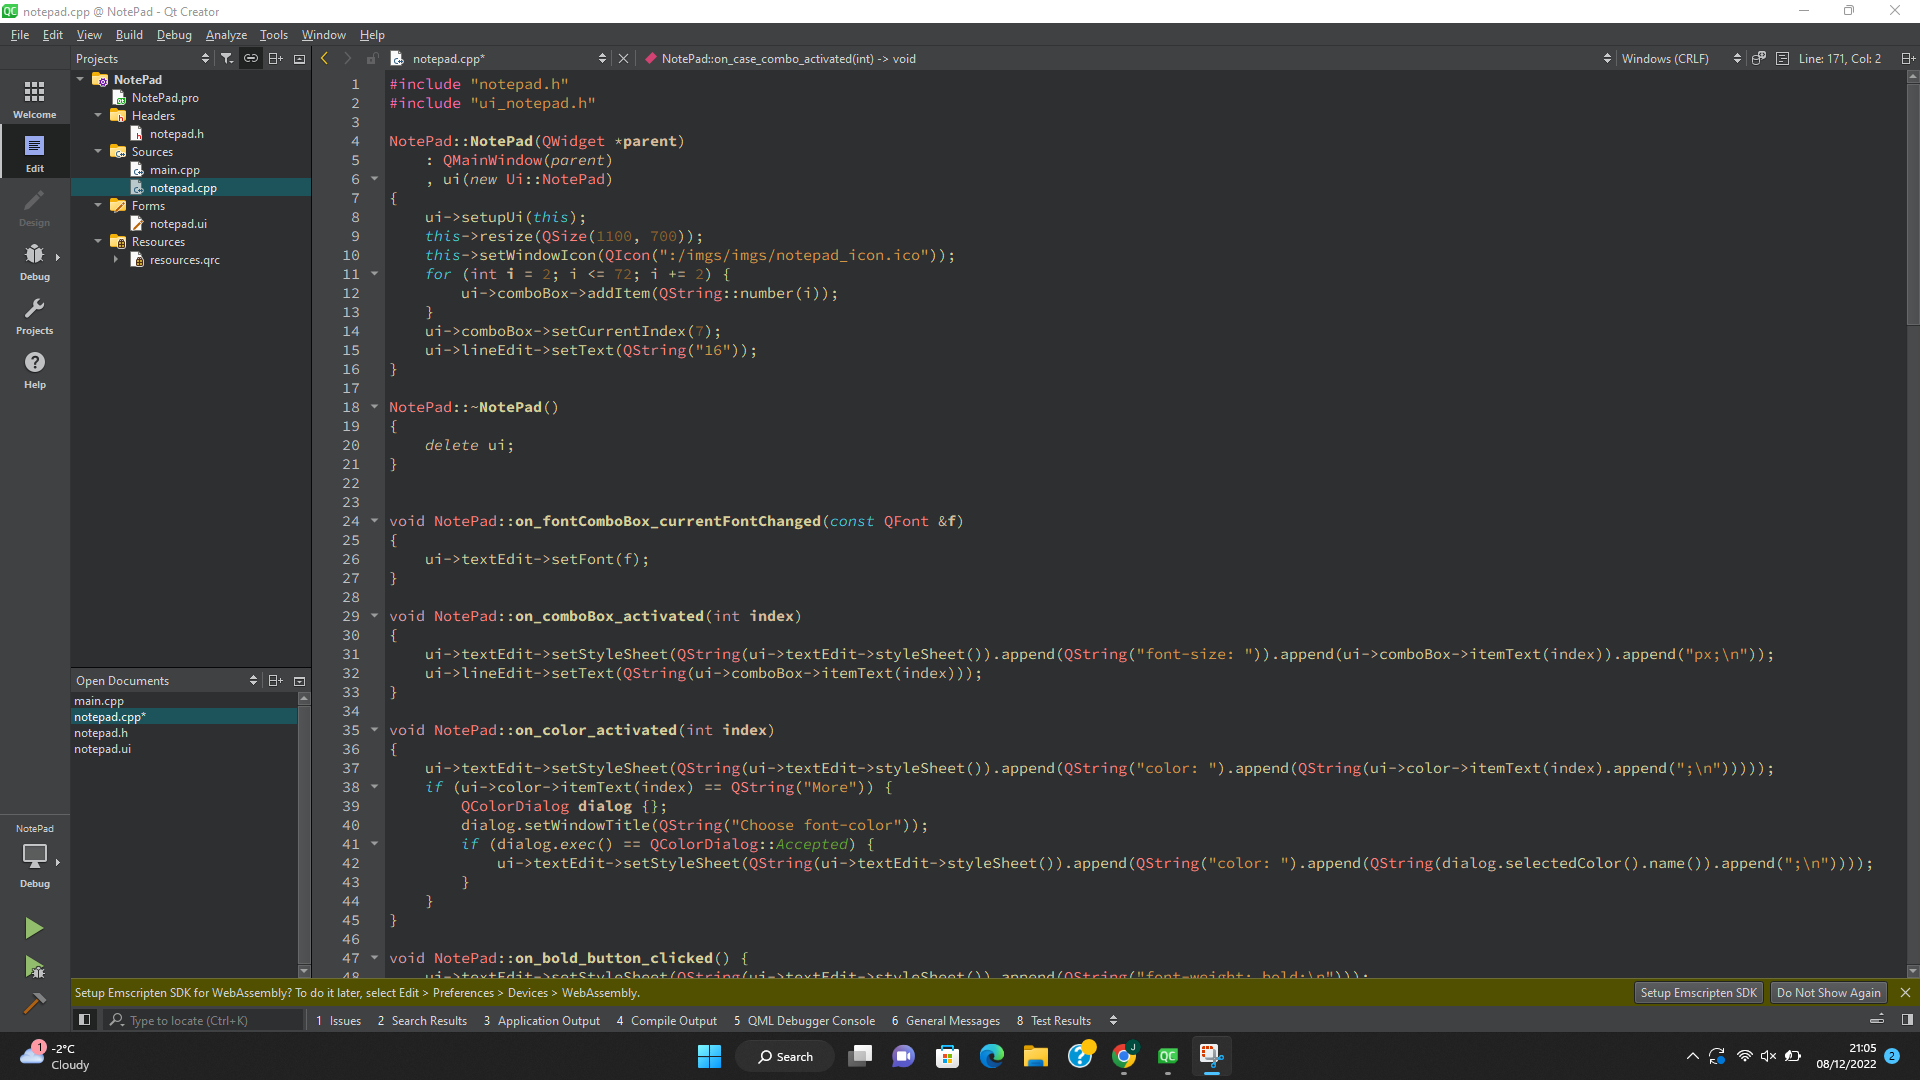 notepad.cpp @ NotePad - Qt Creator
File Edit View Build Debug Analyze Tools Window Help
Projects
notepad.cpp*
NotePad::on_case_combo_activated(int) -> void
Windows (CRLF)
Line: 171, Col: 2
Welcome
Edit
Design
Debug
Projects
Help
NotePad
NotePad.pro
Headers
notepad.h
Sources
main.cpp
notepad.cpp
Forms
notepad.ui
Resources
resources.qrc
Open Documents
main.cpp
notepad.cpp*
notepad.h
notepad.ui
NotePad
Debug
1 #include "notepad.h"
2 #include "ui_notepad.h"
3
4 NotePad::NotePad(QWidget *parent)
5     : QMainWindow(parent)
6     , ui(new Ui::NotePad)
7 {
8     ui->setupUi(this);
9     this->resize(QSize(1100, 700));
10     this->setWindowIcon(QIcon(":/imgs/imgs/notepad_icon.ico"));
11     for (int i = 2; i <= 72; i += 2) {
12         ui->comboBox->addItem(QString::number(i));
13     }
14     ui->comboBox->setCurrentIndex(7);
15     ui->lineEdit->setText(QString("16"));
16 }
17
18 NotePad::~NotePad()
19 {
20     delete ui;
21 }
22
23
24 void NotePad::on_fontComboBox_currentFontChanged(const QFont &f)
25 {
26     ui->textEdit->setFont(f);
27 }
28
29 void NotePad::on_comboBox_activated(int index)
30 {
31     ui->textEdit->setStyleSheet(QString(ui->textEdit->styleSheet()).append(QString("font-size: ")).append(ui->comboBox->itemText(index)).append("px;\n"));
32     ui->lineEdit->setText(QString(ui->comboBox->itemText(index)));
33 }
34
35 void NotePad::on_color_activated(int index)
36 {
37     ui->textEdit->setStyleSheet(QString(ui->textEdit->styleSheet()).append(QString("color: ").append(QString(ui->color->itemText(index).append(";\n")))));
38     if (ui->color->itemText(index) == QString("More")) {
39         QColorDialog dialog {};
40         dialog.setWindowTitle(QString("Choose font-color"));
41         if (dialog.exec() == QColorDialog::Accepted) {
42             ui->textEdit->setStyleSheet(QString(ui->textEdit->styleSheet()).append(QString("color: ").append(QString(dialog.selectedColor().name()).append(";\n"))));
43         }
44     }
45 }
46
47 void NotePad::on_bold_button_clicked() {
48     ui->textEdit->setStyleSheet(QString(ui->textEdit->styleSheet()).append(QString("font-weight: bold;\n")));
Setup Emscripten SDK for WebAssembly? To do it later, select Edit > Preferences > Devices > WebAssembly.
Setup Emscripten SDK
Do Not Show Again
Type to locate (Ctrl+K)
1 Issues 2 Search Results 3 Application Output 4 Compile Output 5 QML Debugger Console 6 General Messages 8 Test Results
1
-2°C
Cloudy
Search
J
QC
21:05
08/12/2022
2